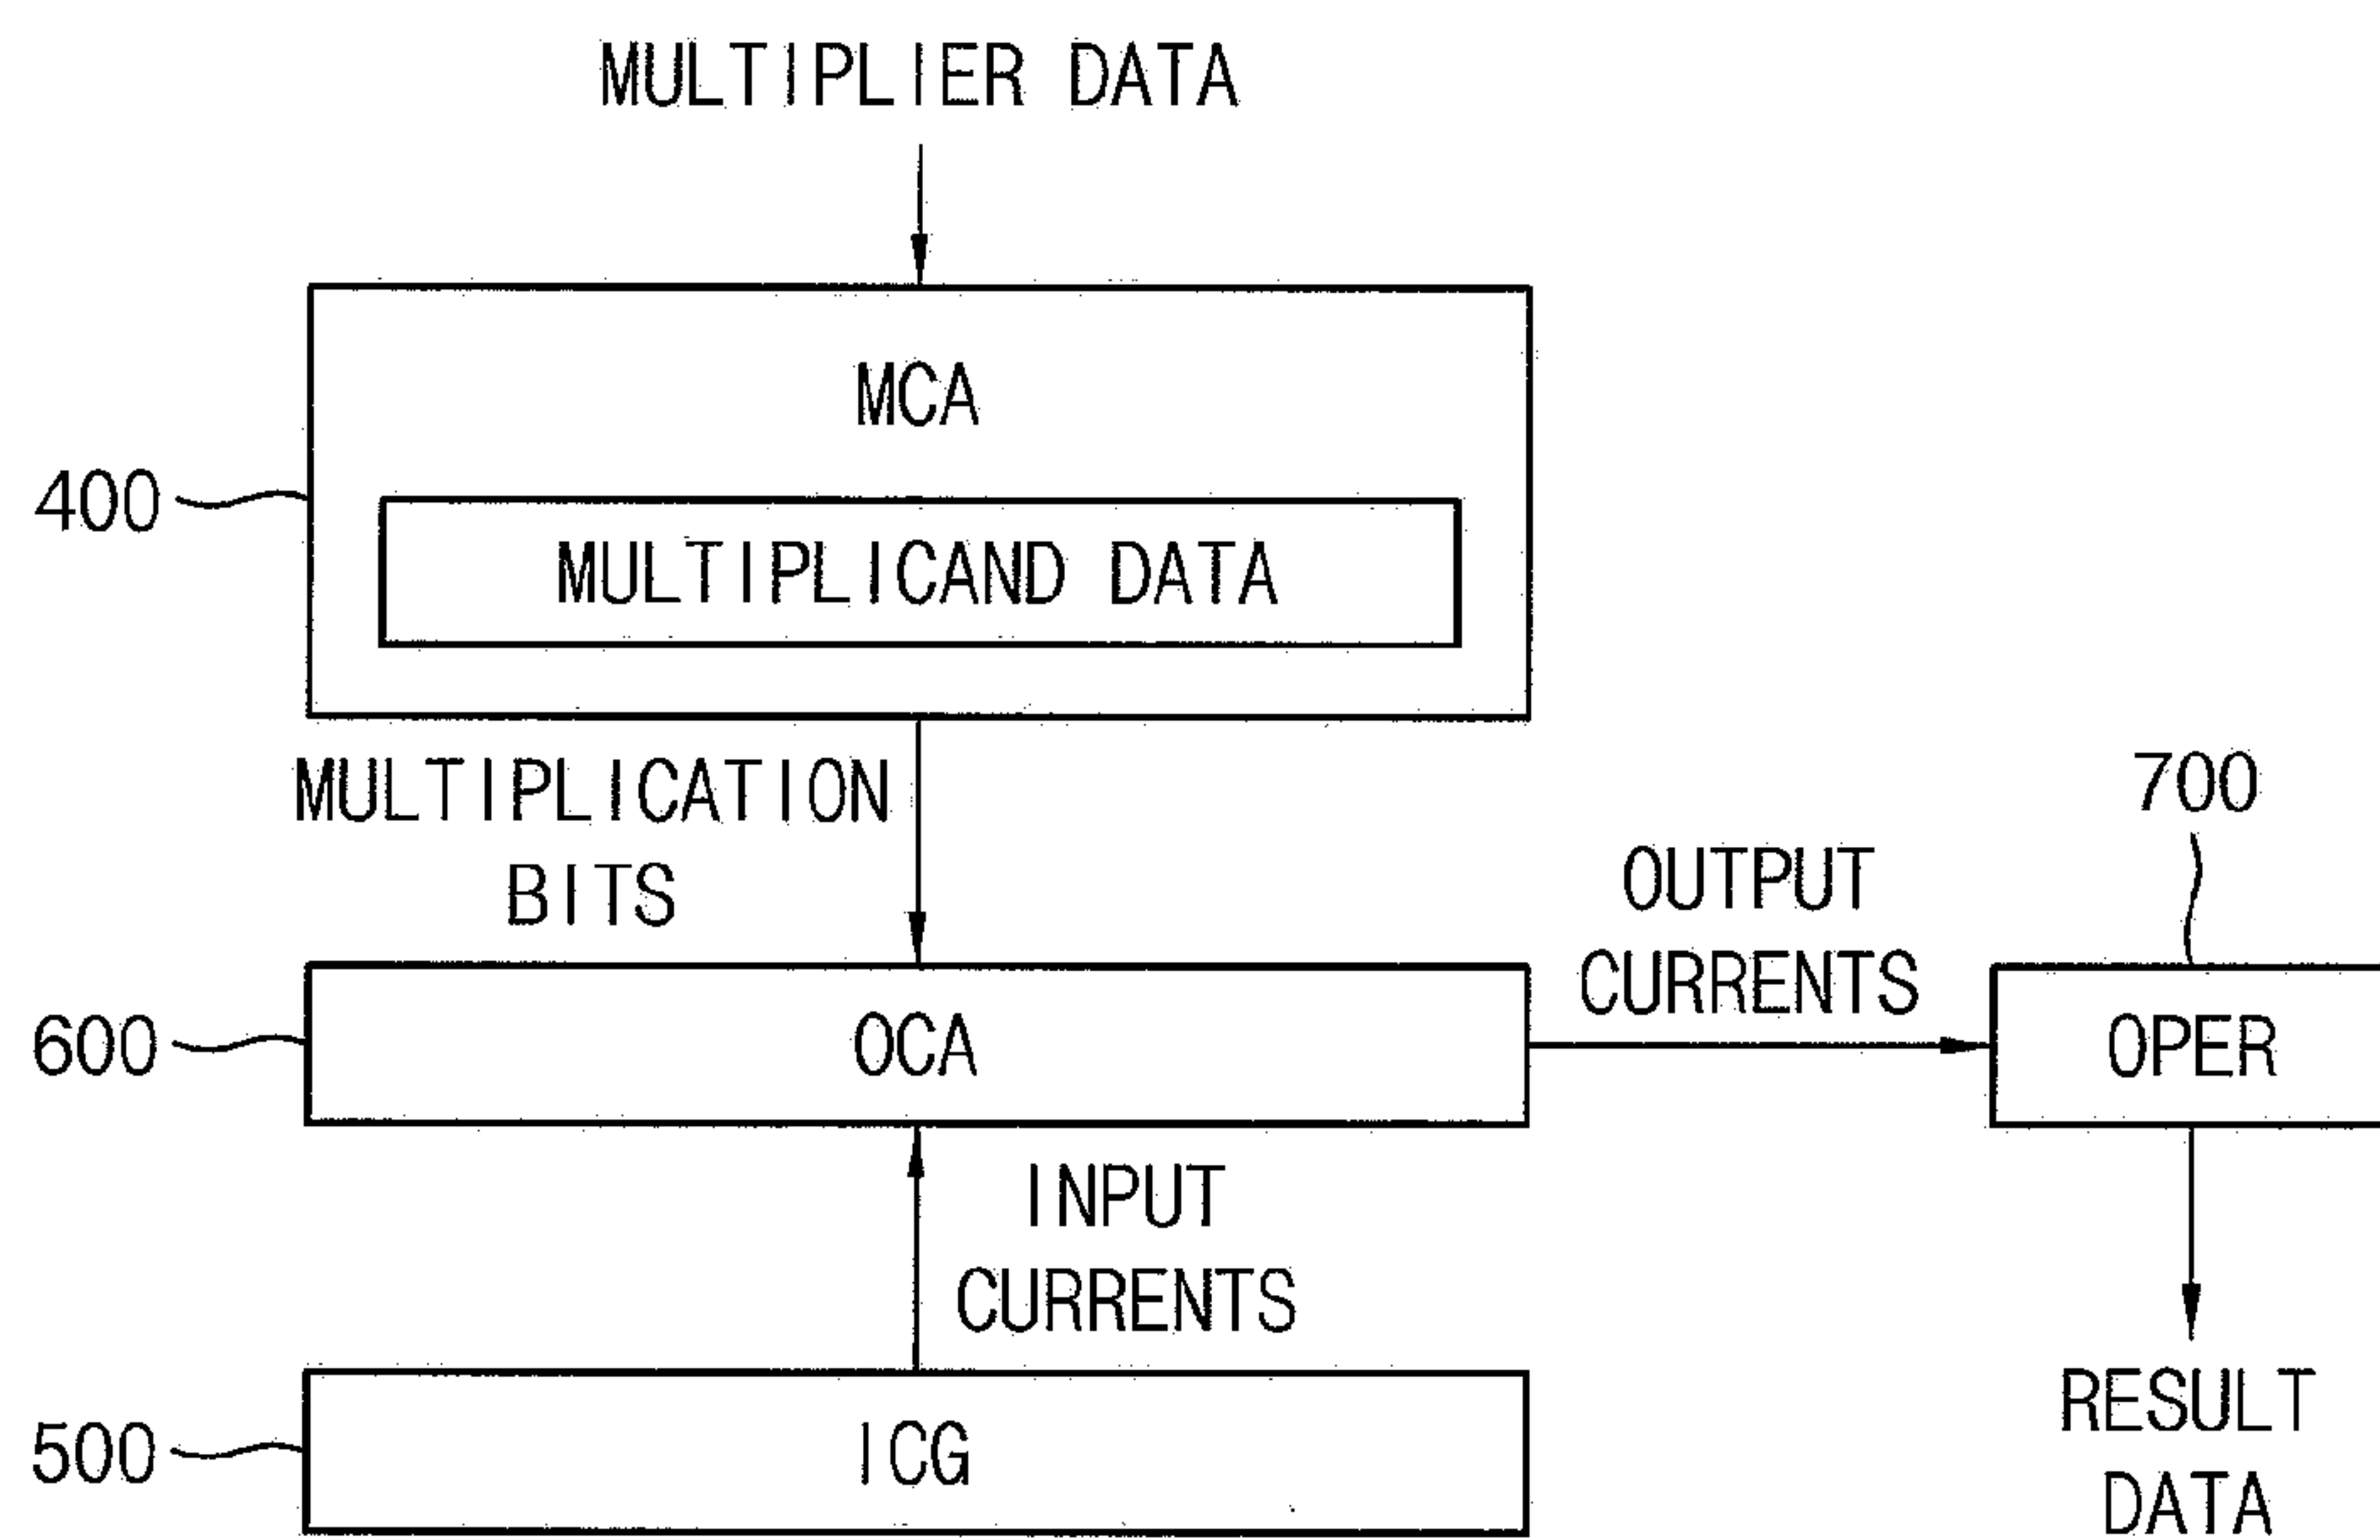 MULTIPLIER DATA
MCA
400
MULTIPLICAND DATA
MULTIPLICATION
BITS
700
OUTPUT
CURRENTS
600
OCA
OPER
INPUT
CURRENTS
500
ICG
RESULT
DATA